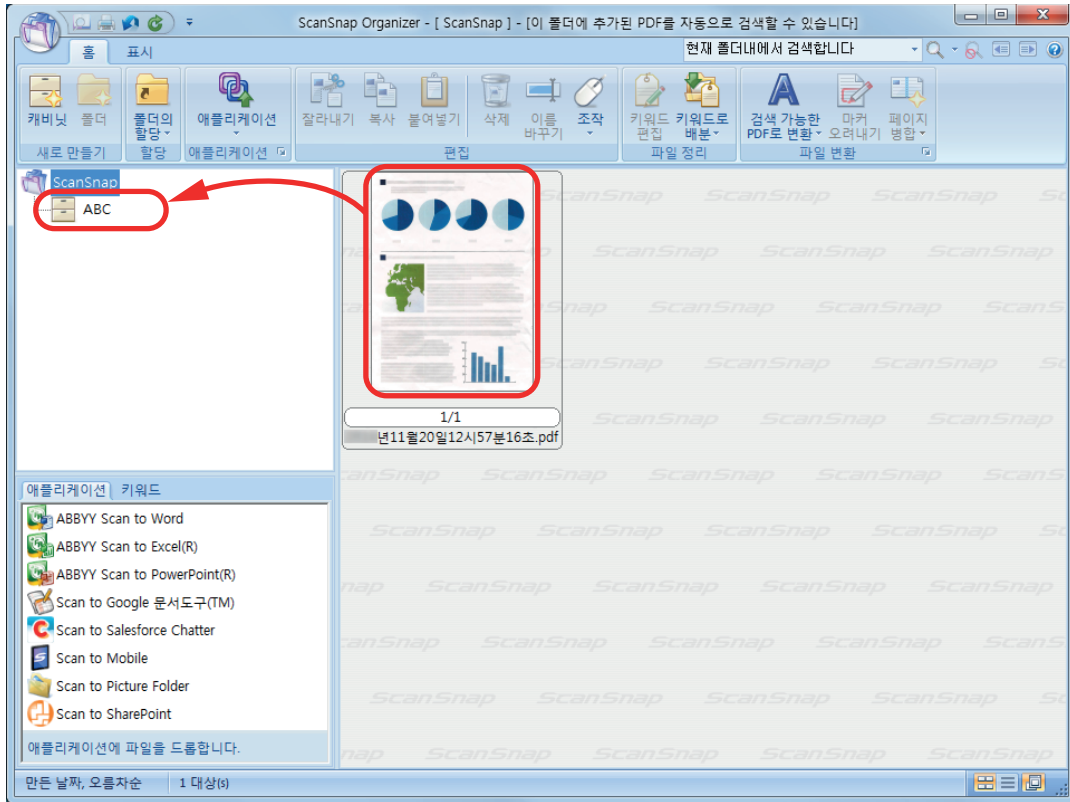 ScanSnap Organizer - [ ScanSnap ] - [이 폴더에 추가된 PDF를 자동으로 검색할 수 있습니다]
홈 표시
현재 폴더내에서 검색합니다
캐비닛 폴더 폴더의 할당 애플리케이션 잘라내기 복사 붙여넣기 삭제 이름 바꾸기 조작 키워드 편집 키워드로 배분 검색 가능한 PDF로 변환 마커 오려내기 페이지 병합
새로 만들기 할당 애플리케이션 편집 파일 정리 파일 변환
ScanSnap
ABC
1/1
년11월20일12시57분16초.pdf
애플리케이션 키워드
ABBYY Scan to Word
ABBYY Scan to Excel(R)
ABBYY Scan to PowerPoint(R)
Scan to Google 문서도구(TM)
Scan to Salesforce Chatter
Scan to Mobile
Scan to Picture Folder
Scan to SharePoint
애플리케이션에 파일을 드롭합니다.
만든 날짜, 오름차순 1 대상(s)